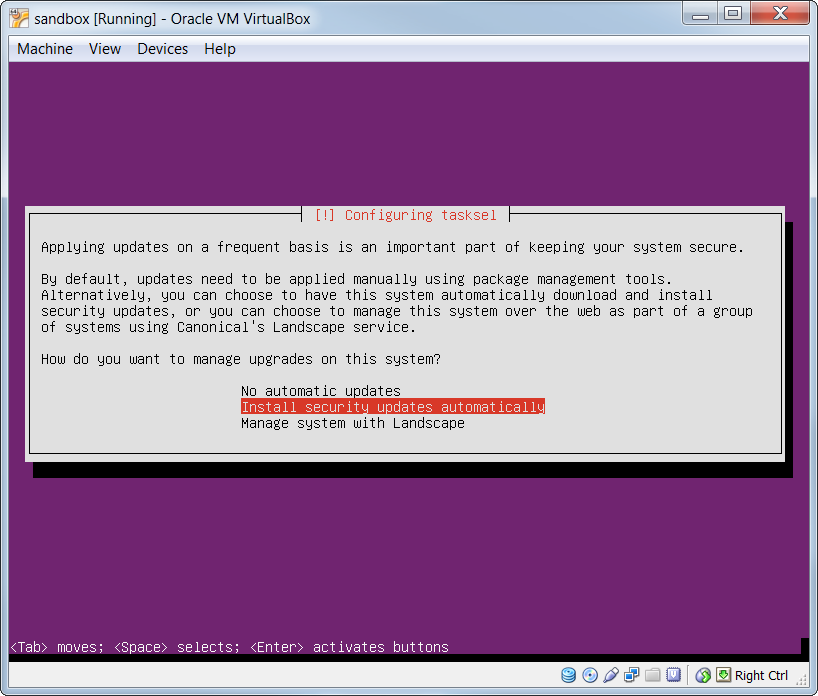 sandbox [Running] - Oracle VM VirtualBox
Machine View Devices Help
[!] Configuring tasksel
Applying updates on a frequent basis is an important part of keeping your system secure.
By default, updates need to be applied manually using package management tools.
Alternatively, you can choose to have this system automatically download and install
security updates, or you can choose to manage this system over the web as part of a group
of systems using Canonical's Landscape service.
How do you want to manage upgrades on this system?
No automatic updates
Install security updates automatically
Manage system with Landscape
<Tab> moves; <Space> selects; <Enter> activates buttons
Right Ctrl